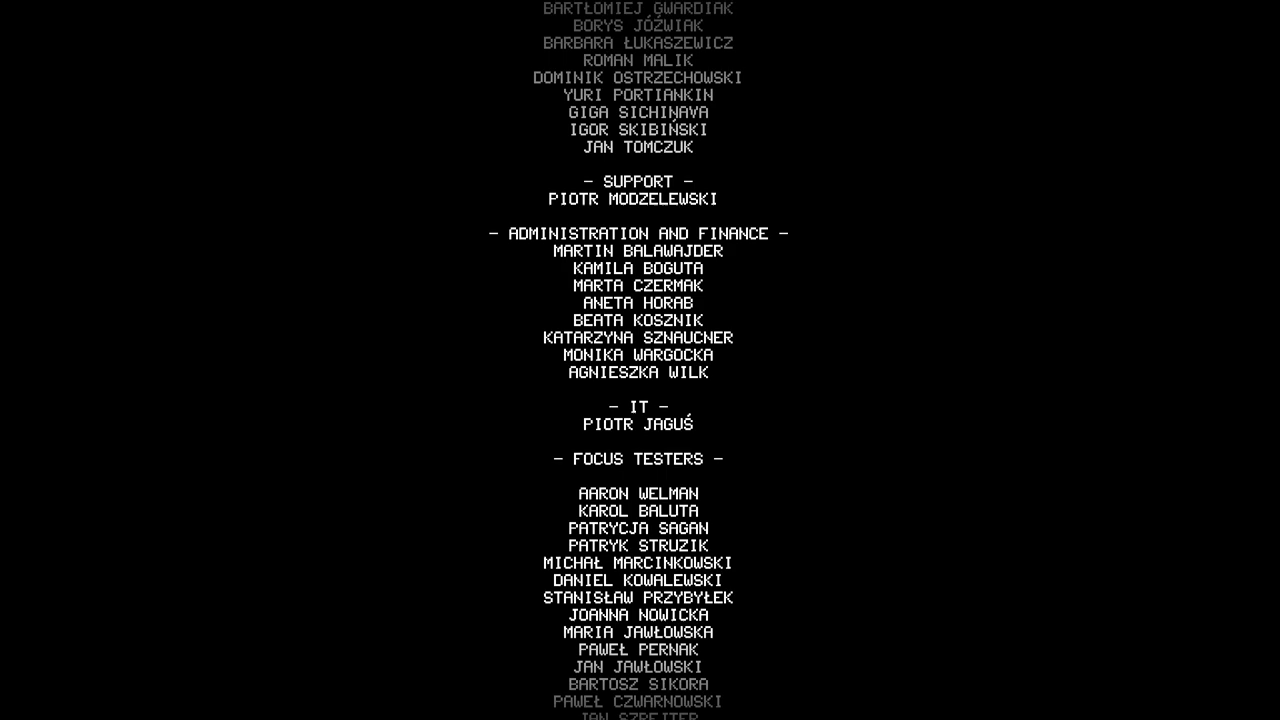 BARTŁOMIEJ GWARDIAK
BORYS JÓŹWIAK
BARBARA ŁUKASZEWICZ
ROMAN MALIK
DOMINIK OSTRZECHOWSKI
YURI PORTIANKIN
GIGA SICHINAVA
IGOR SKIBIŃSKI
JAN TOMCZUK
- SUPPORT -
PIOTR MODZELEWSKI
- ADMINISTRATION AND FINANCE -
MARTIN BALAWAJDER
KAMILA BOGUTA
MARTA CZERMAK
ANETA HORAB
BEATA KOSZNIK
KATARZYNA SZNAUCNER
MONIKA WARGOCKA
AGNIESZKA WILK
- IT -
PIOTR JAGUŚ
- FOCUS TESTERS -
AARON WELMAN
KAROL BALUTA
PATRYCJA SAGAN
PATRYK STRUZIK
MICHAŁ MARCINKOWSKI
DANIEL KOWALEWSKI
STANISŁAW PRZYBYŁEK
JOANNA NOWICKA
MARIA JAWŁOWSKA
PAWEŁ PERNAK
JAN JAWŁOWSKI
BARTOSZ SIKORA
PAWEŁ CZWARNOWSKI
JAN SZREJTER